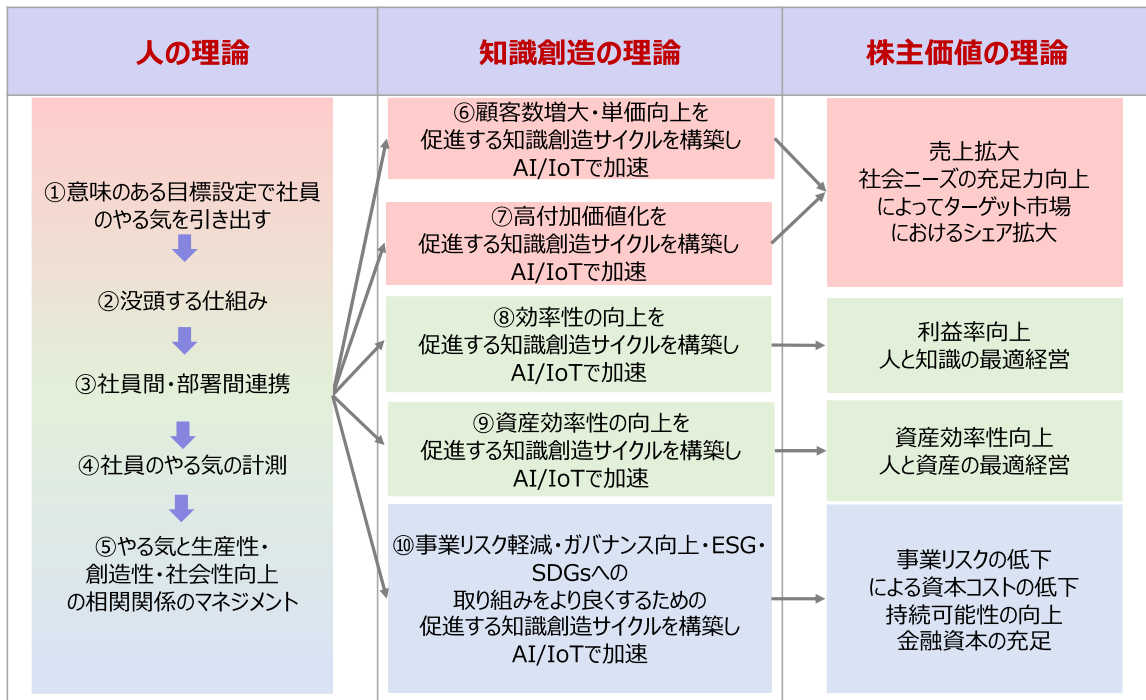 人の理論
知識創造の理論
株主価値の理論
①意味のある目標設定で社員
のやる気を引き出す
②没頭する仕組み
③社員間・部署間連携
④社員のやる気の計測
⑤やる気と生産性・
創造性・社会性向上
の相関関係のマネジメント
⑥顧客数増大・単価向上を
促進する知識創造サイクルを構築し
AI/IoTで加速
⑦高付加価値化を
促進する知識創造サイクルを構築し
AI/IoTで加速
⑧効率性の向上を
促進する知識創造サイクルを構築し
AI/IoTで加速
⑨資産効率性の向上を
促進する知識創造サイクルを構築し
AI/IoTで加速
⑩事業リスク軽減・ガバナンス向上・ESG・
SDGsへの
取り組みをより良くするための
促進する知識創造サイクルを構築し
AI/IoTで加速
売上拡大
社会ニーズの充足力向上
によってターゲット市場
におけるシェア拡大
利益率向上
人と知識の最適経営
資産効率性向上
人と資産の最適経営
事業リスクの低下
による資本コストの低下
持続可能性の向上
金融資本の充足